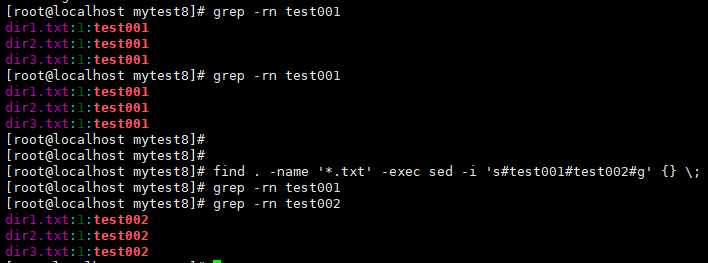 [root@localhost mytest8]# grep -rn test001
dir1.txt:1:test001
dir2.txt:1:test001
dir3.txt:1:test001
[root@localhost mytest8]# grep -rn test001
dir1.txt:1:test001
dir2.txt:1:test001
dir3.txt:1:test001
[root@localhost mytest8]#
[root@localhost mytest8]#
[root@localhost mytest8]# find . -name '*.txt' -exec sed -i 's#test001#test002#g' {} \;
[root@localhost mytest8]# grep -rn test001
[root@localhost mytest8]# grep -rn test002
dir1.txt:1:test002
dir2.txt:1:test002
dir3.txt:1:test002
[root@localhost mytest8]#